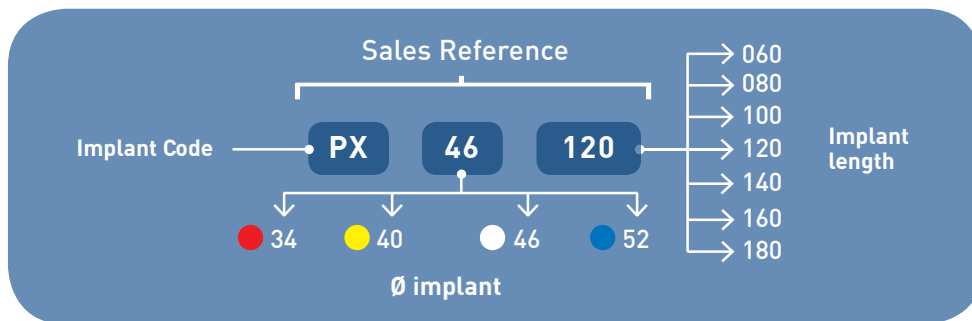 Sales Reference
Implant Code
PX
46
120
060
080
100
120
140
160
180
Implant
length
34
40
46
52
Ø implant